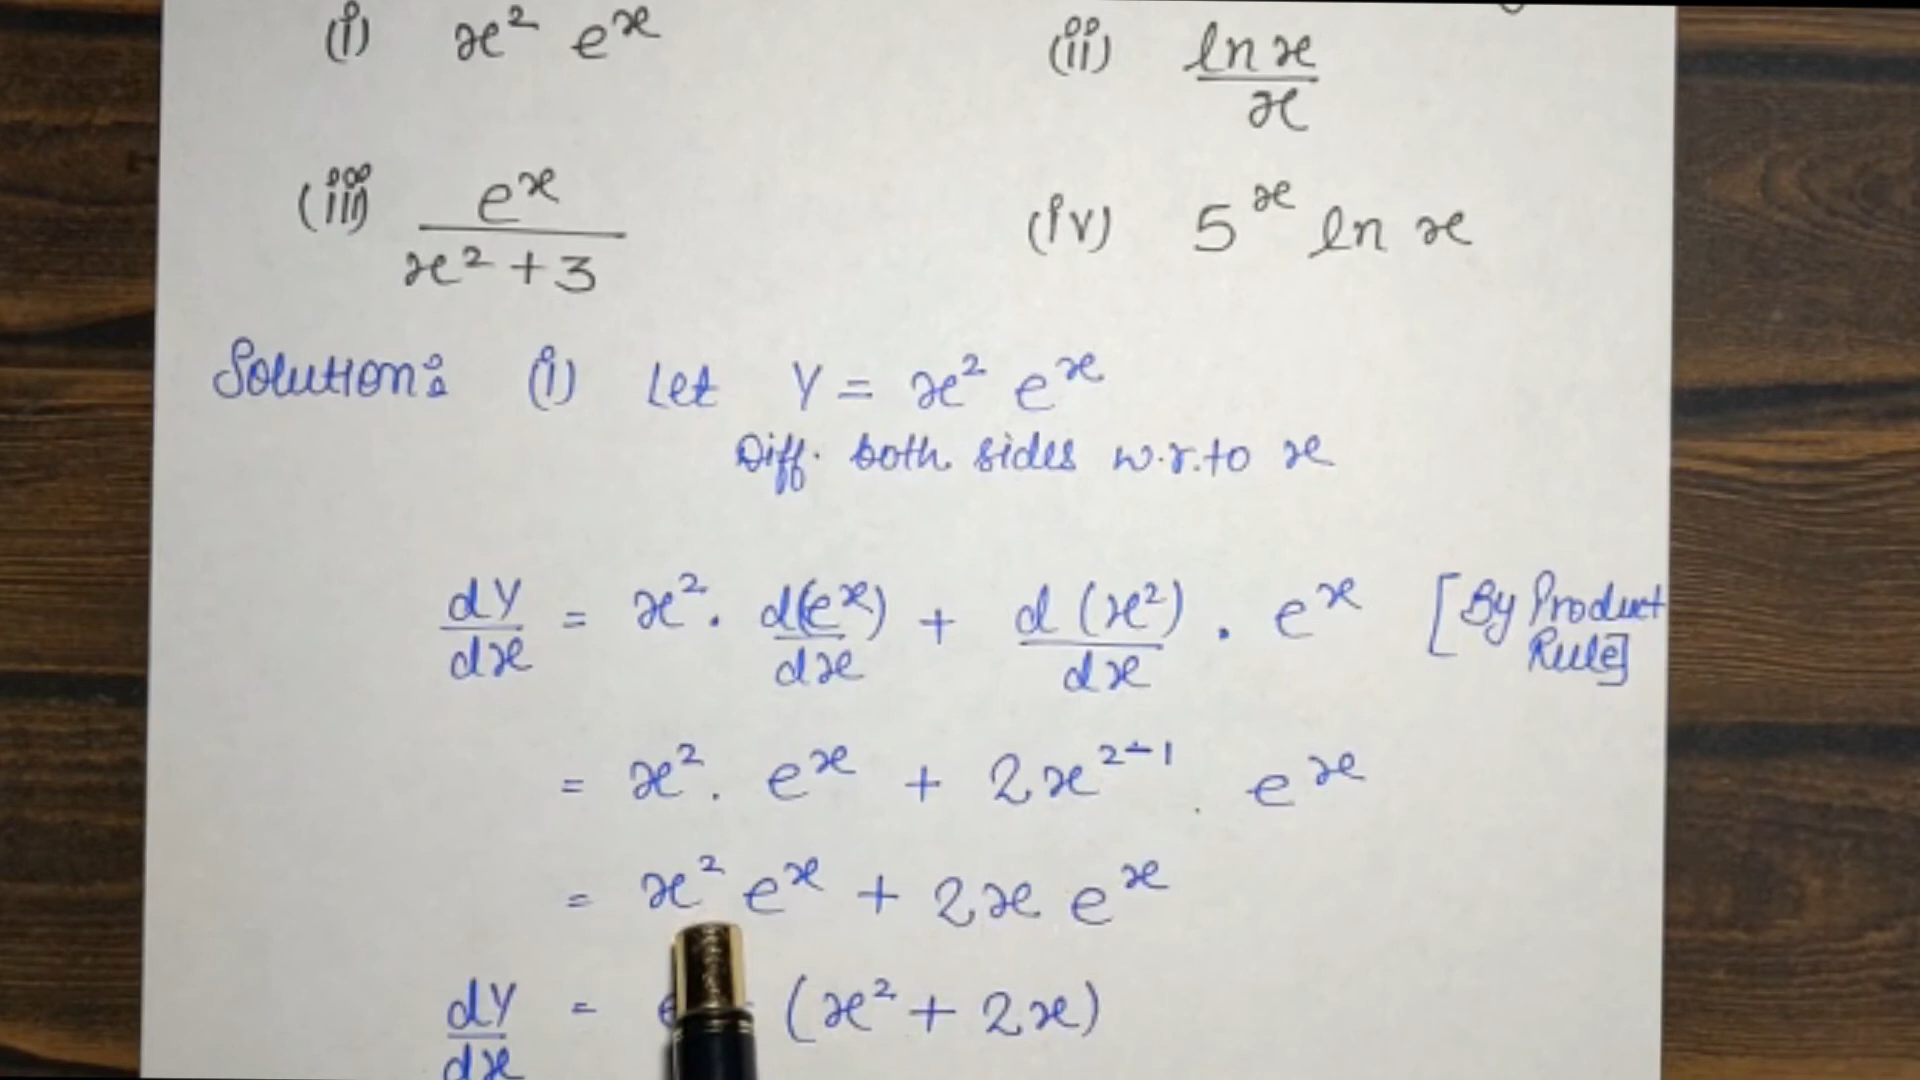 (i) x² eˣ (ii) ln x / x
(iii) eˣ / x² + 3 (iv) 5ˣ ln x
Solution: (i) Let Y = x² eˣ
Diff. both sides w.r.to x
dY/dx = x² . d(eˣ)/dx + d(x²)/dx . eˣ [By Product
Rule]
= x² . eˣ + 2x²⁻¹ . eˣ
= x² eˣ + 2x eˣ
dY/dx = (x² + 2x)